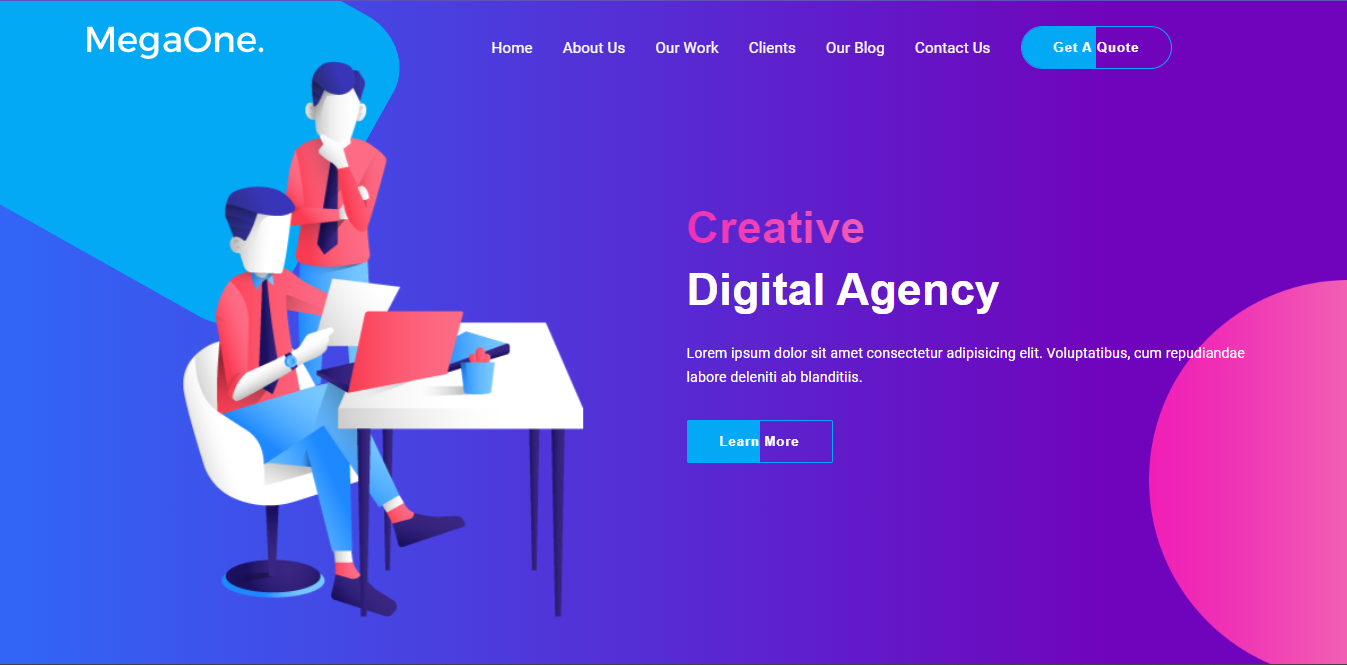 MegaOne.
Home About Us Our Work Clients Our Blog Contact Us Get A Quote
Creative
Digital Agency
Lorem ipsum dolor sit amet consectetur adipisicing elit. Voluptatibus, cum repudiandae
labore deleniti ab blanditiis.
Learn More